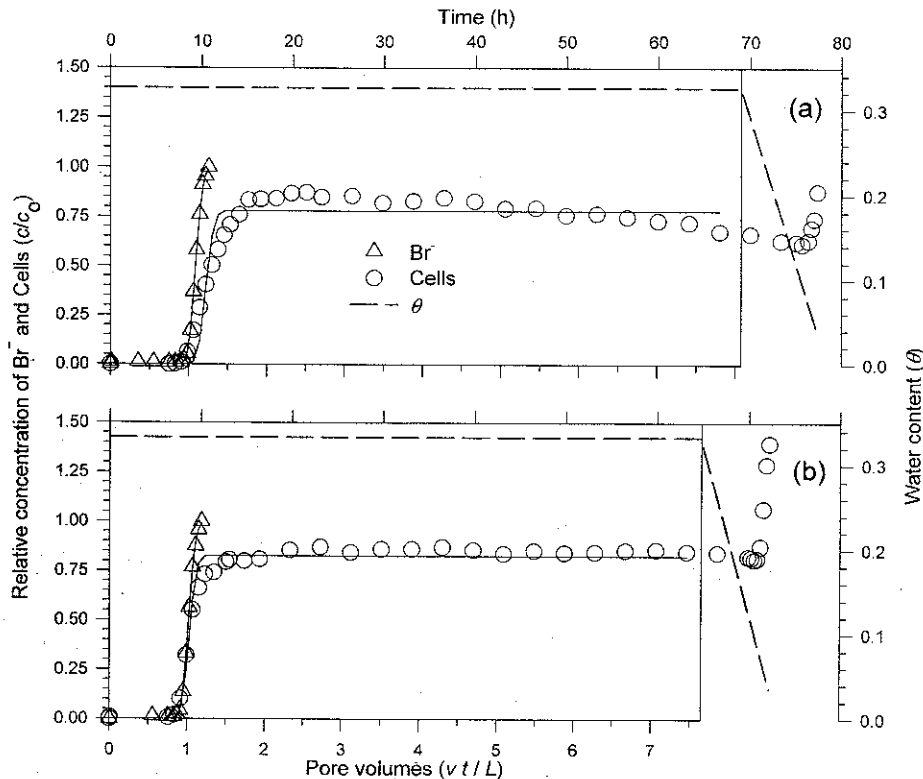 Time (h)
0 10 20 30 40 50 60 70 80
1.50
1.25
1.00
0.75
0.50
0.25
0.00
0.3
0.2
0.1
0.0
(a)
Br⁻
Cells
θ
Relative concentration of Br⁻ and Cells (c/c₀)
Water content (θ)
1.50
1.25
1.00
0.75
0.50
0.25
0.00
0.3
0.2
0.1
0.0
(b)
0 1 2 3 4 5 6 7
Pore volumes (v t / L)